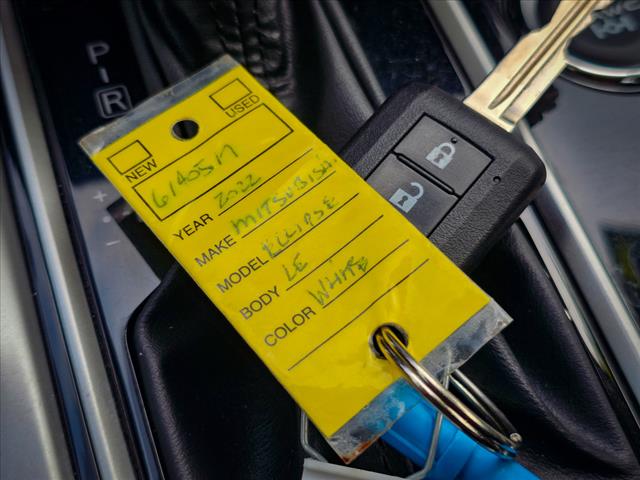 P
R
NEW
USED
61405M
YEAR 2022
MAKE MITSUBISHI
MODEL ECLIPSE
BODY LE
COLOR WHITE